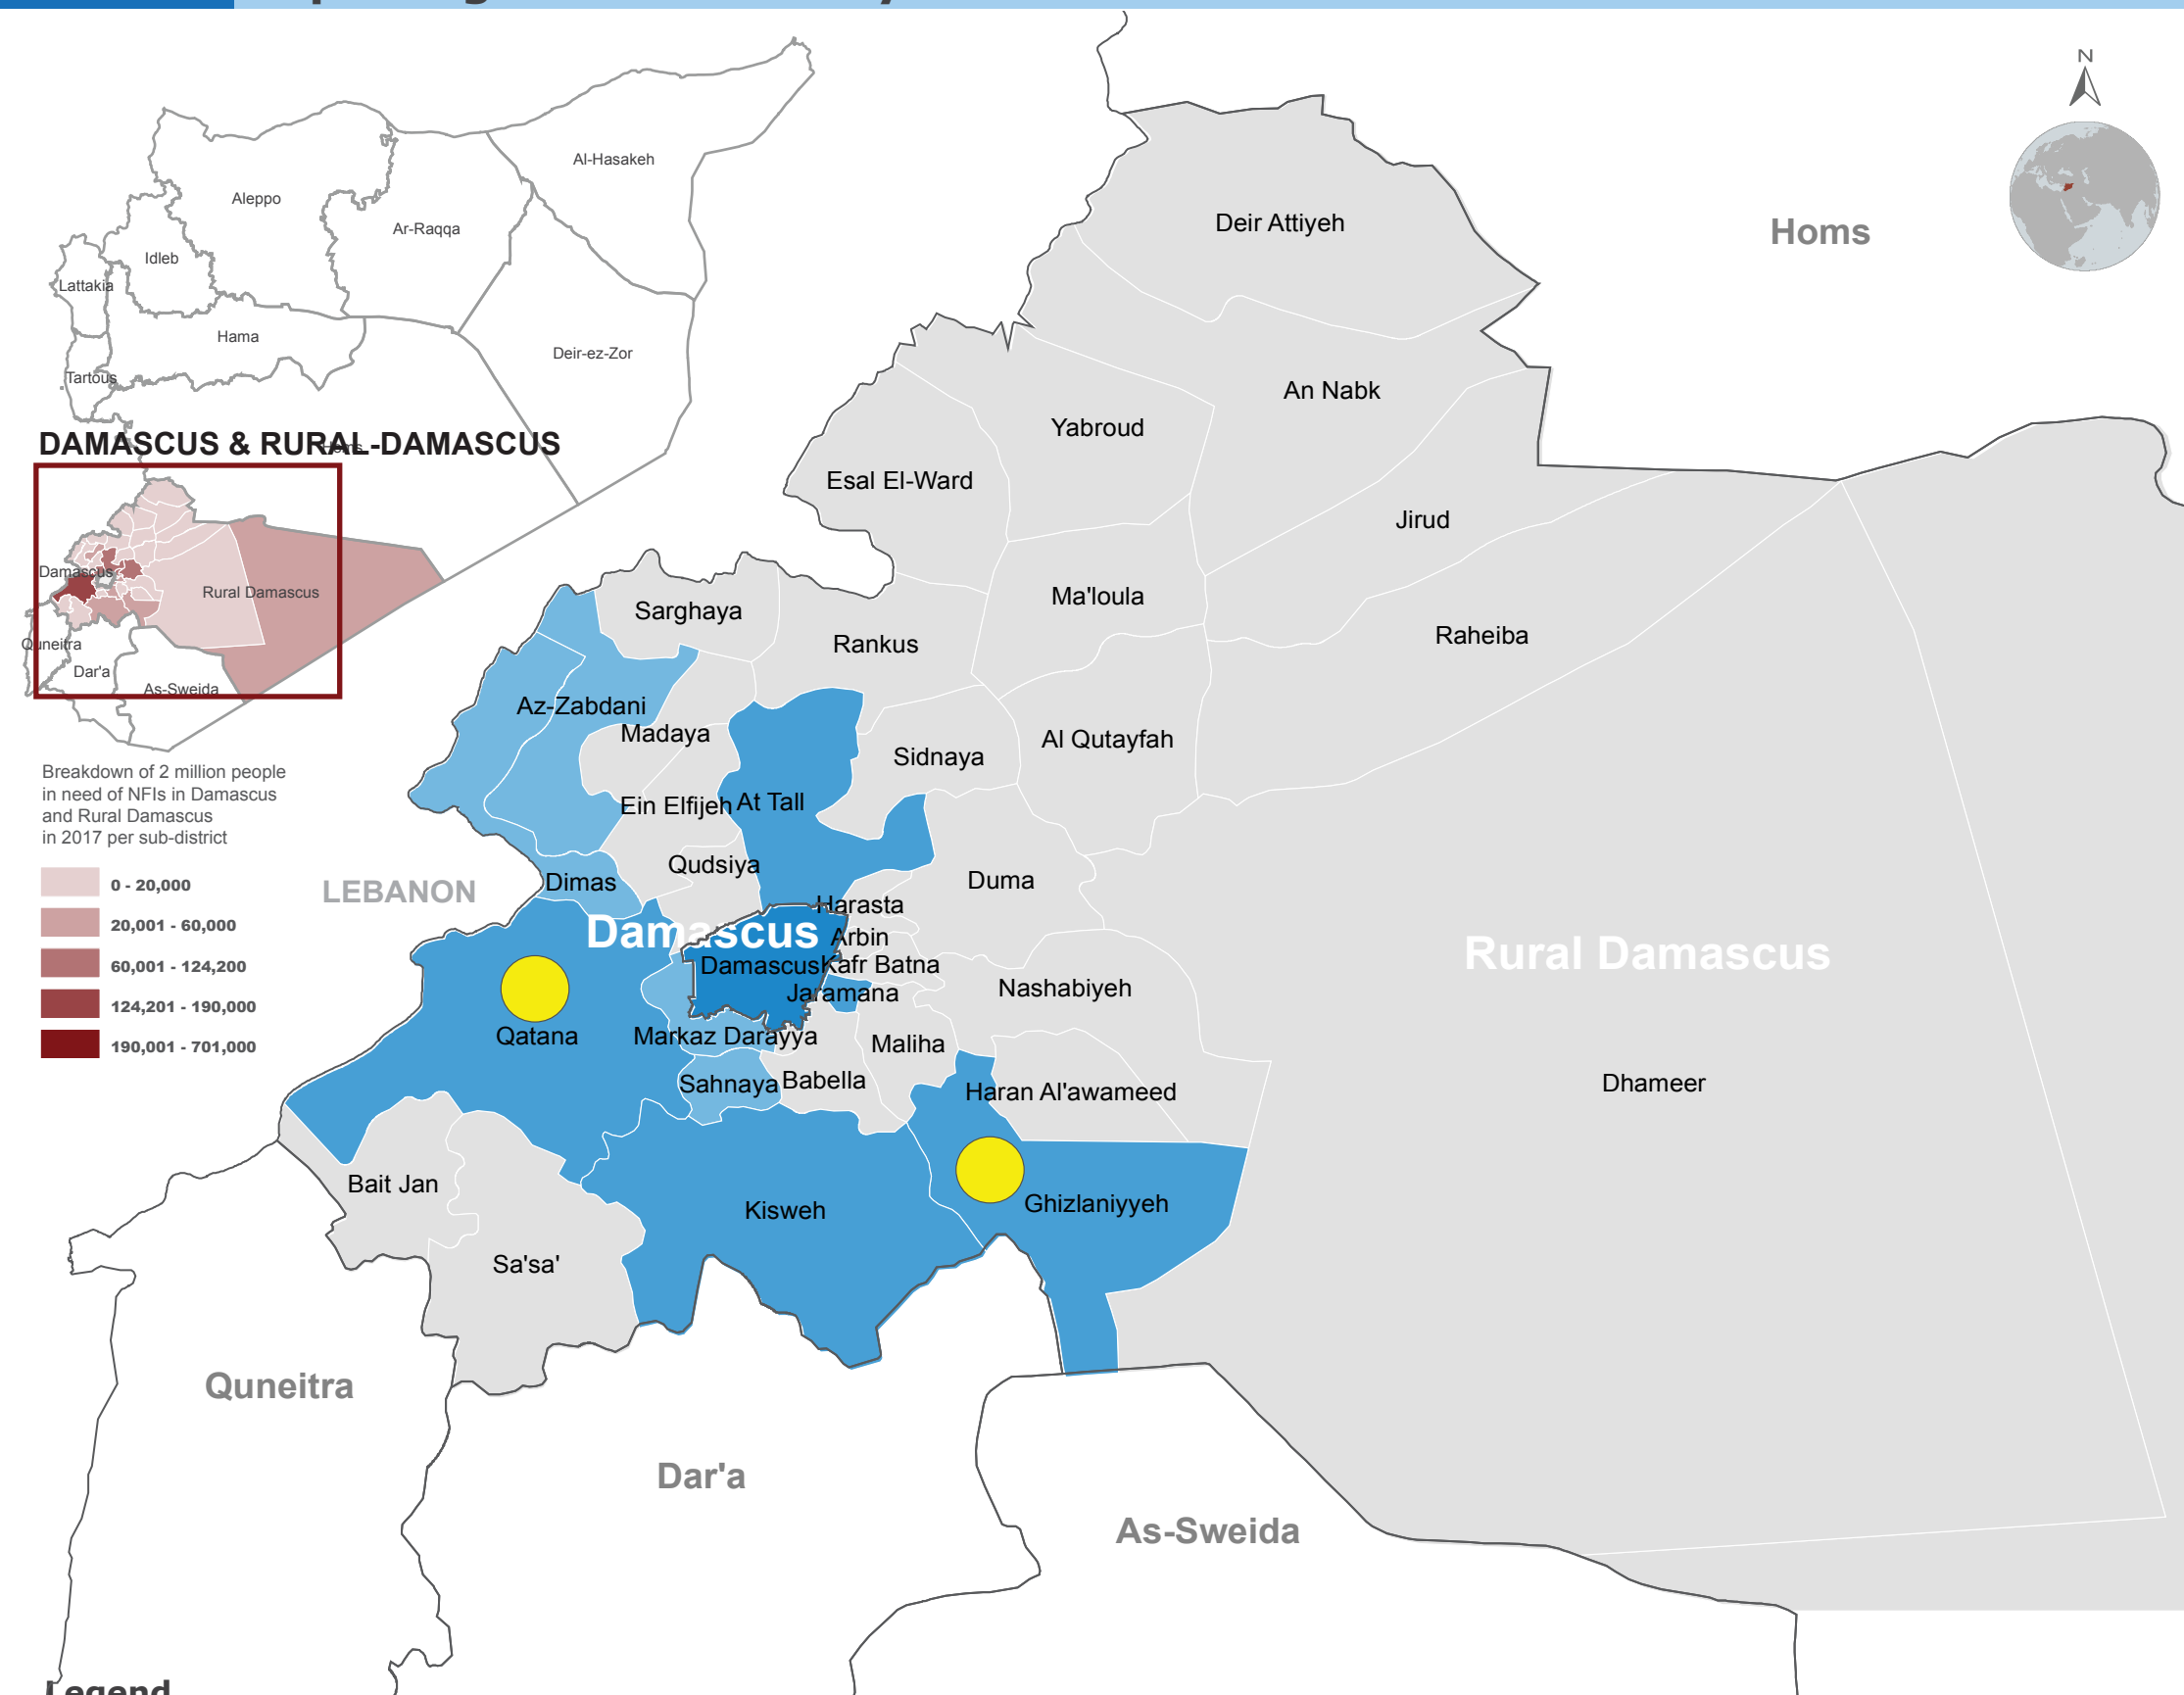 N
Al-Hasakeh
Aleppo
Ar-Raqqa
Idleb
Lattakia
Hama
Deir-ez-Zor
Tartous
Homs
DAMASCUS & RURAL-DAMASCUS
Damascus
Rural Damascus
Quneitra
Dar'a
As-Sweida
Breakdown of 2 million people
in need of NFIs in Damascus
and Rural Damascus
in 2017 per sub-district
0 - 20,000
20,001 - 60,000
60,001 - 124,200
124,201 - 190,000
190,001 - 701,000
LEBANON
Homs
Deir Attiyeh
An Nabk
Yabroud
Esal El-Ward
Jirud
Ma'loula
Sarghaya
Rankus
Raheiba
Az-Zabdani
Madaya
Sidnaya
Al Qutayfah
Ein Elfijeh
At Tall
Qudsiya
Dimas
Duma
Harasta
Damascus
Arbin
Damascus
Kafr Batna
Rural Damascus
Jaramana
Nashabiyeh
Qatana
Markaz Darayya
Maliha
Sahnaya
Babella
Haran Al'awameed
Dhameer
Bait Jan
Kisweh
Ghizlaniyyeh
Sa'sa'
Quneitra
Dar'a
As-Sweida
Legend